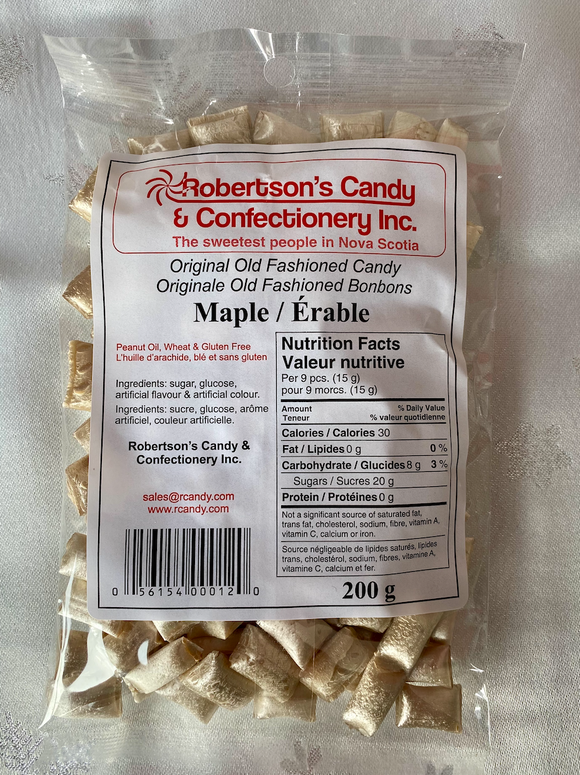 Robertson's Candy
& Confectionery Inc.
The sweetest people in Nova Scotia
Original Old Fashioned Candy
Originale Old Fashioned Bonbons
Maple / Érable
Peanut Oil, Wheat & Gluten Free
L'huille d'arachide, blé et sans gluten
Ingredients: sugar, glucose,
artificial flavour & artificial colour.
Ingredients: sucre, glucose, arôme
artificiel, couleur artificielle.
Robertson's Candy &
Confectionery Inc.
sales@rcandy.com
www.rcandy.com
0 56154 00012 0
Nutrition Facts
Valeur nutritive
Per 9 pcs. (15 g)
pour 9 morcs. (15 g)
Amount % Daily Value
Teneur % valeur quotidienne
Calories / Calories 30
Fat / Lipides 0 g 0 %
Carbohydrate / Glucides 8 g 3 %
Sugars / Sucres 20 g
Protein / Protéines 0 g
Not a significant source of saturated fat,
trans fat, cholesterol, sodium, fibre, vitamin A,
vitamin C, calcium or iron.
Source négligeable de lipides saturés, lipides
trans, cholestérol, sodium, fibres, vitamine A,
vitamine C, calcium et fer.
200 g